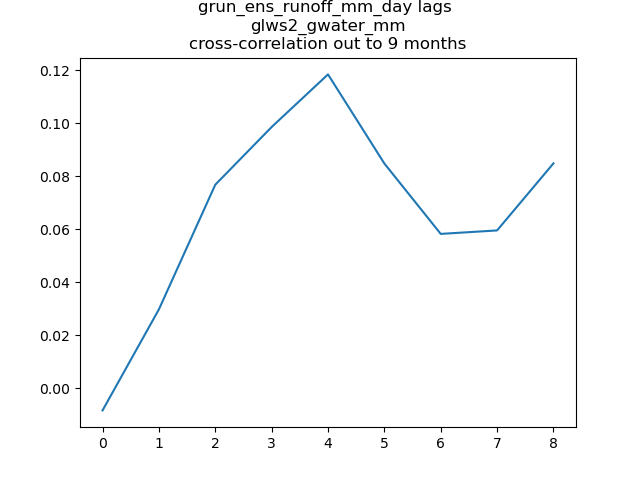 grun_ens_runoff_mm_day lags
glws2_gwater_mm
cross-correlation out to 9 months
0.12
0.10
0.08
0.06
0.04
0.02
0.00
0 1 2 3 4 5 6 7 8